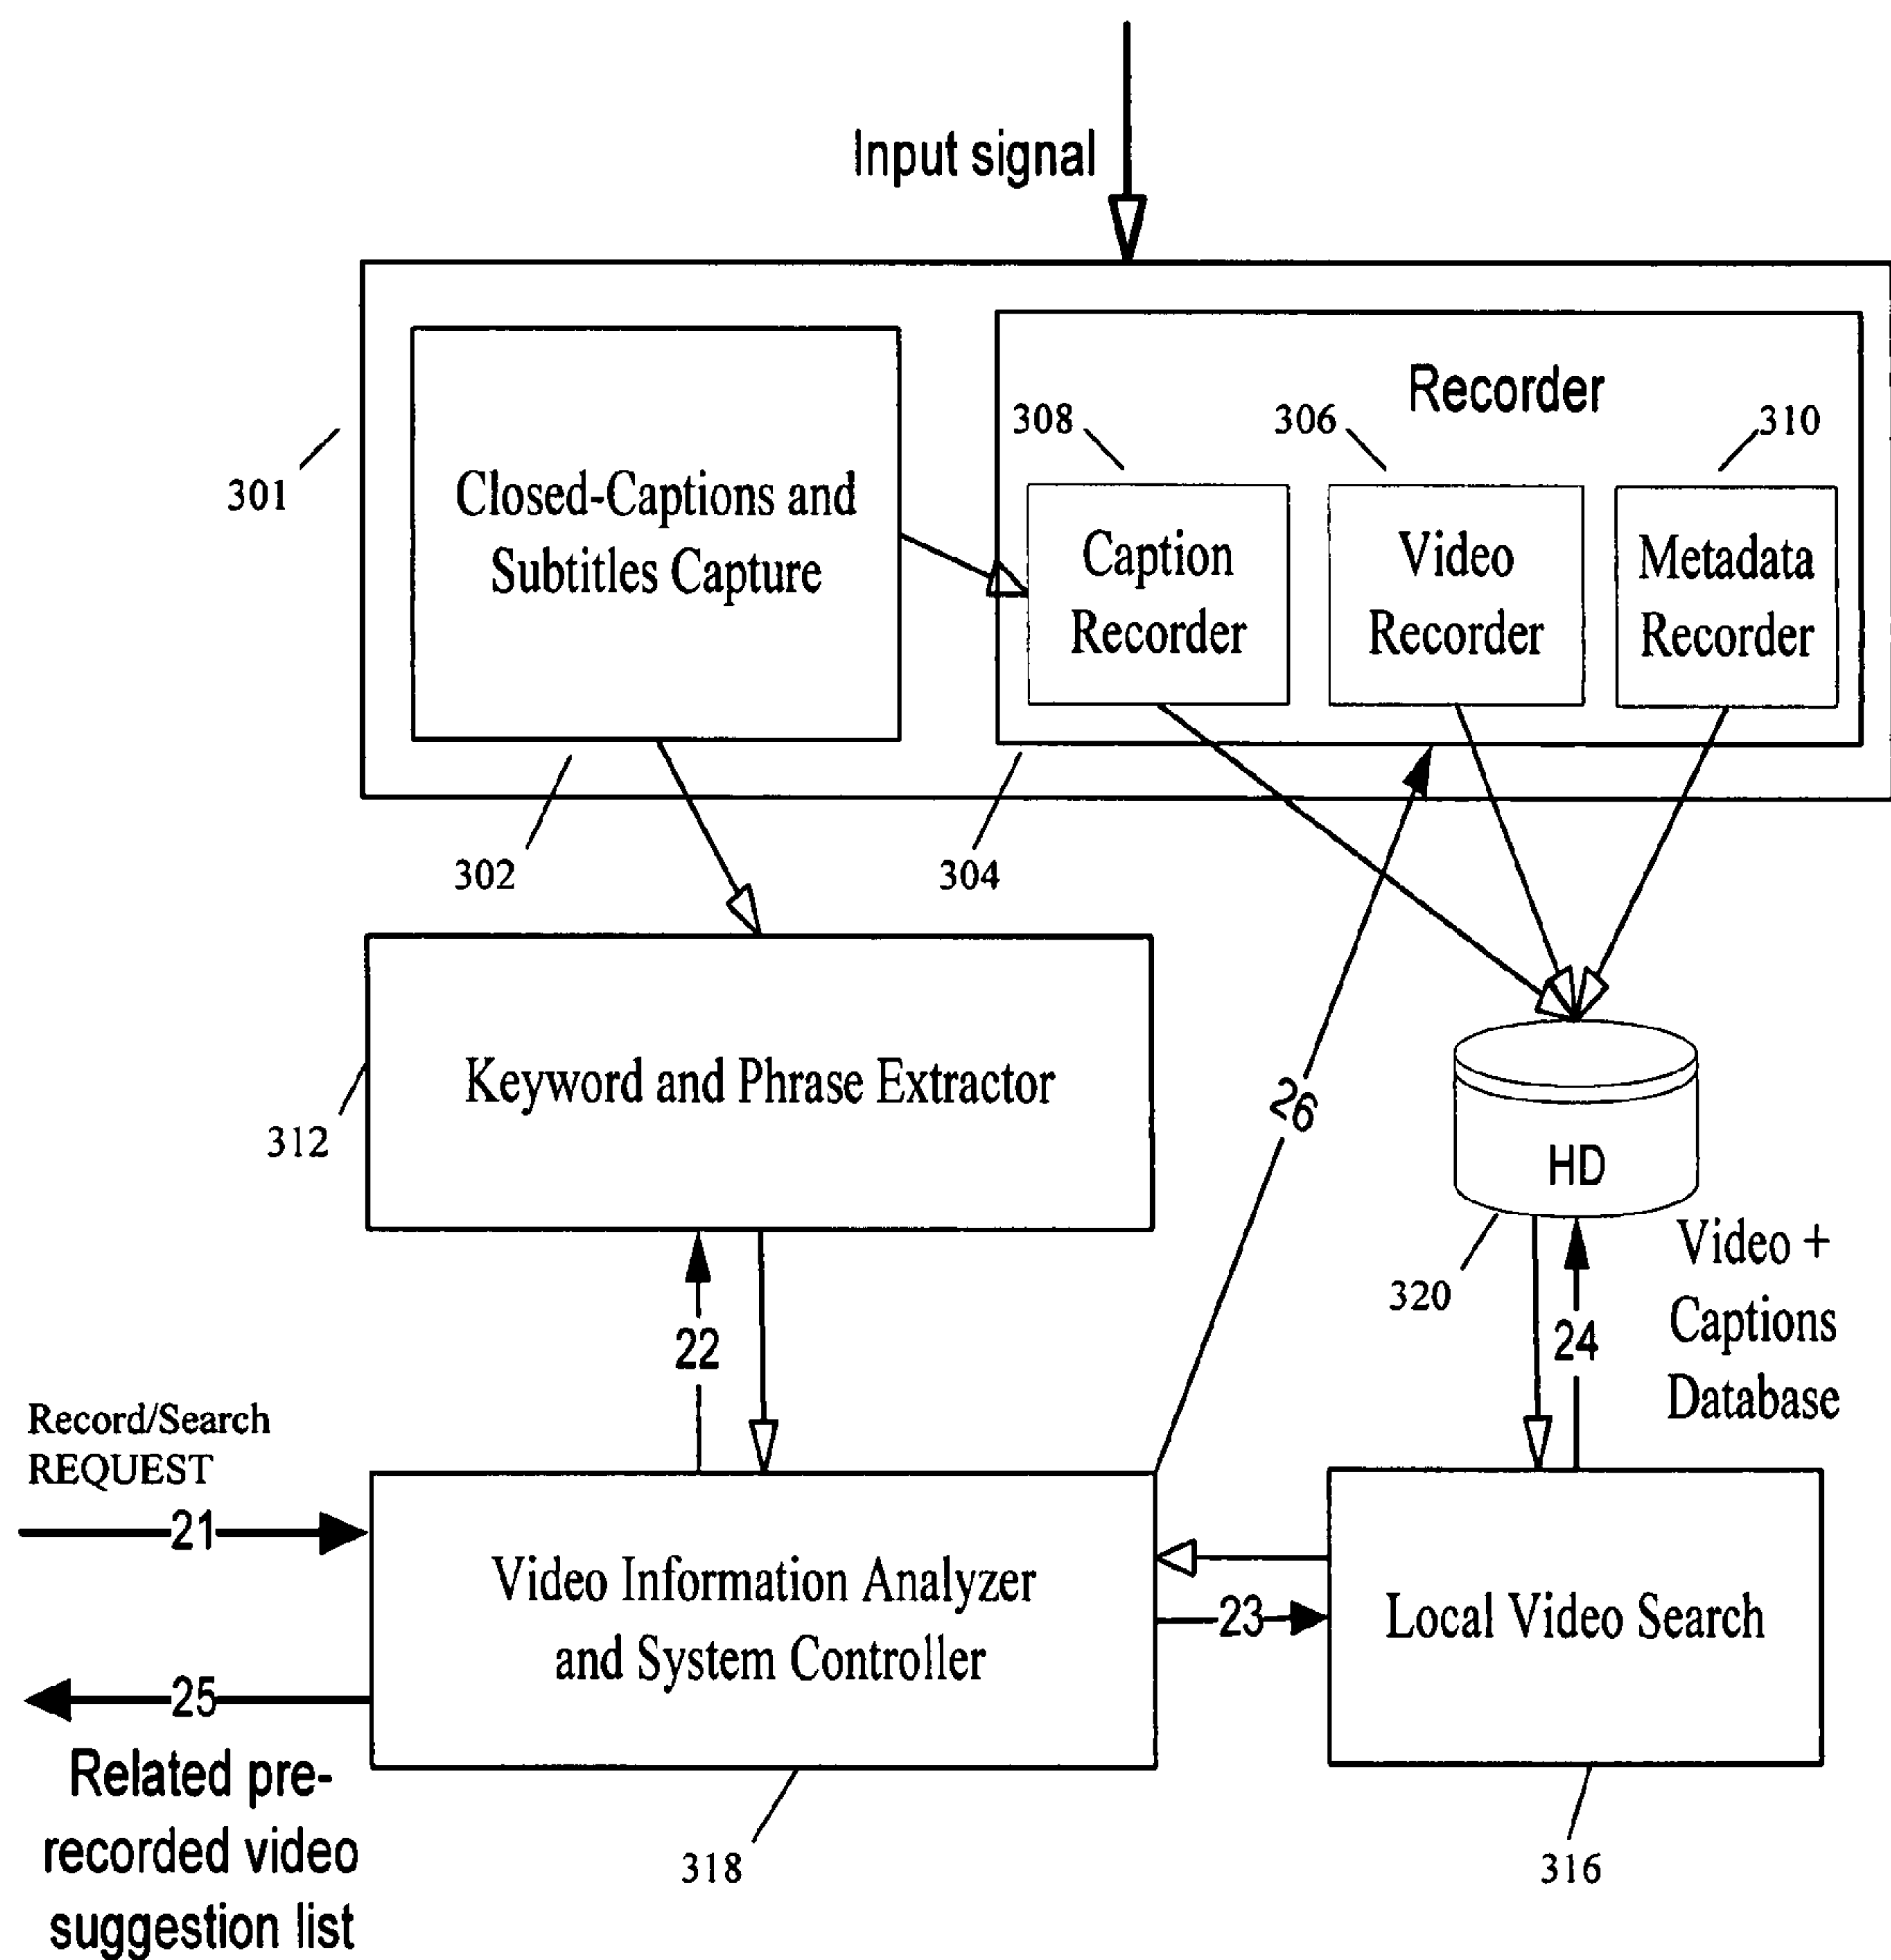 Input signal
Recorder
308
306
310
301
Closed-Captions and
Subtitles Capture
Caption
Recorder
Video
Recorder
Metadata
Recorder
302
304
Keyword and Phrase Extractor
312
26
HD
320
Video +
Captions
Database
22
24
Record/Search
REQUEST
21
Video Information Analyzer
and System Controller
23
Local Video Search
25
Related pre-
recorded video
suggestion list
318
316